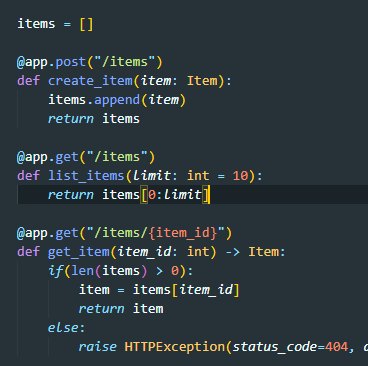 items = []
@app.post("/items")
def create_item(item: Item):
    items.append(item)
    return items
@app.get("/items")
def list_items(limit: int = 10):
    return items[0:limit]
@app.get("/items/{item_id}")
def get_item(item_id: int) -> Item:
    if(len(items) > 0):
        item = items[item_id]
        return item
    else:
        raise HTTPException(status_code=404,